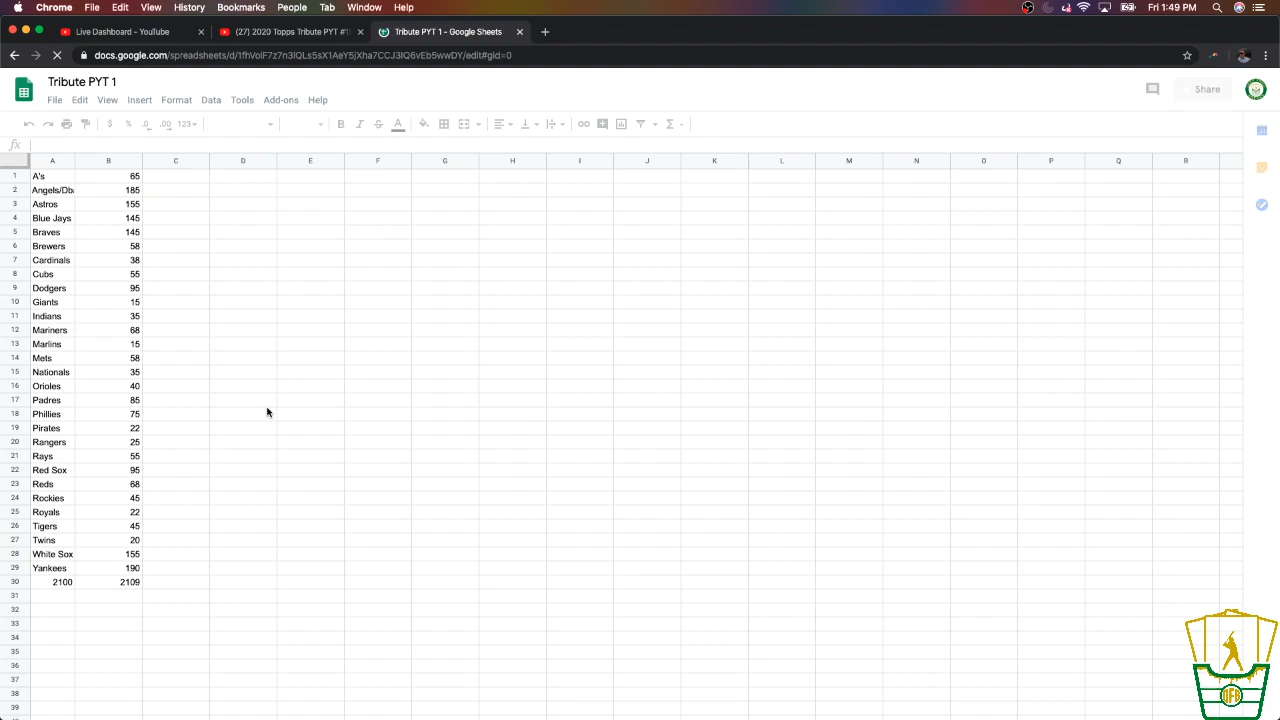 Chrome File Edit View History Bookmarks People Tab Window Help Fri 1:49 PM
Live Dashboard - YouTube (27) 2020 Topps Tribute PYT #1 Tribute PYT 1 - Google Sheets
Tribute PYT 1
File Edit View Insert Format Data Tools Add-ons Help
Share
$ % .0 .00 123 B I S A
fx
A B C D E F G H I J K L M N O P Q R
1 A's 65
2 Angels/Db 185
3 Astros 155
4 Blue Jays 145
5 Braves 145
6 Brewers 58
7 Cardinals 38
8 Cubs 55
9 Dodgers 95
10 Giants 15
11 Indians 35
12 Mariners 68
13 Marlins 15
14 Mets 58
15 Nationals 35
16 Orioles 40
17 Padres 85
18 Phillies 75
19 Pirates 22
20 Rangers 25
21 Rays 55
22 Red Sox 95
23 Reds 68
24 Rockies 45
25 Royals 22
26 Tigers 45
27 Twins 20
28 White Sox 155
29 Yankees 190
30 2100 2109
31
32
33
34
35
36
37
38
39